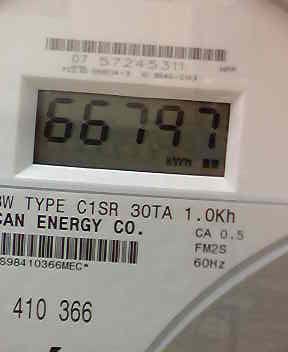 07 57245311
66797
KWH
W TYPE C1SR 30TA 1.0Kh
CAN ENERGY CO.
CA 0.5
FM2S
60Hz
898410366MEC*
410 366